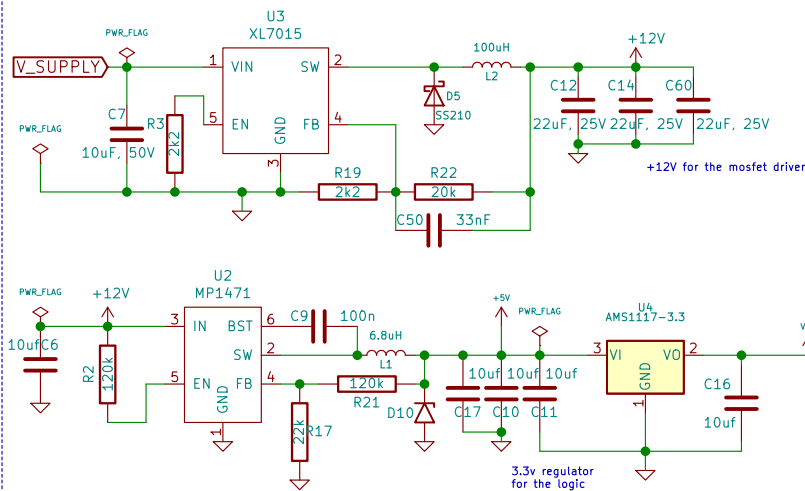 U3
XL7015
PWR_FLAG
V_SUPPLY
1 VIN
SW 2
5 EN
FB 4
GND
3
100uH
L2
+12V
D5
SS210
C12
C14
C60
22uF, 25V
22uF, 25V
22uF, 25V
+12V for the mosfet driver
C7
10uF, 50V
R3
2k2
PWR_FLAG
R19
2k2
R22
20k
C50
33nF
U2
MP1471
PWR_FLAG
+12V
3 IN
BST 6
SW 2
5 EN
FB 4
GND
1
10uf
C6
R2
120k
C9
100n
6.8uH
L1
120k
R21
22k
R17
D10
+5V
PWR_FLAG
10uf
10uf
10uf
C17
C10
C11
U4
AMS1117-3.3
3 VI
VO 2
GND
1
C16
10uf
V
3.3v regulator
for the logic